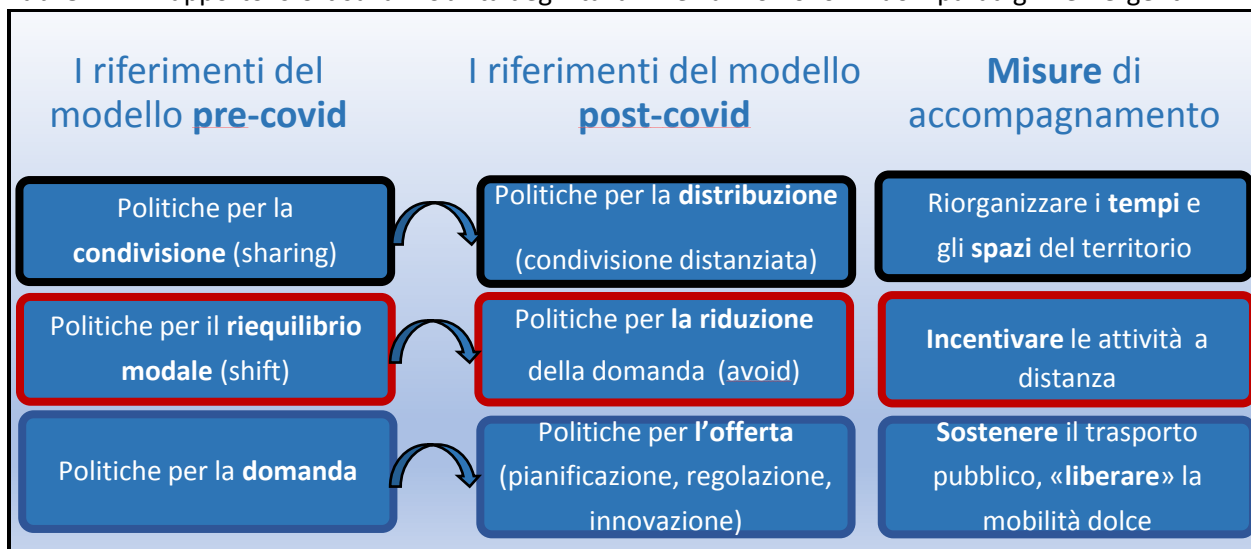 I riferimenti del
modello pre-covid
I riferimenti del modello
post-covid
Misure di
accompagnamento
Politiche per la
condivisione (sharing)
Politiche per la distribuzione
(condivisione distanziata)
Riorganizzare i tempi e
gli spazi del territorio
Politiche per il riequilibrio
modale (shift)
Politiche per la riduzione
della domanda (avoid)
Incentivare le attività a
distanza
Politiche per la domanda
Politiche per l'offerta
(pianificazione, regolazione,
innovazione)
Sostenere il trasporto
pubblico, «liberare» la
mobilità dolce